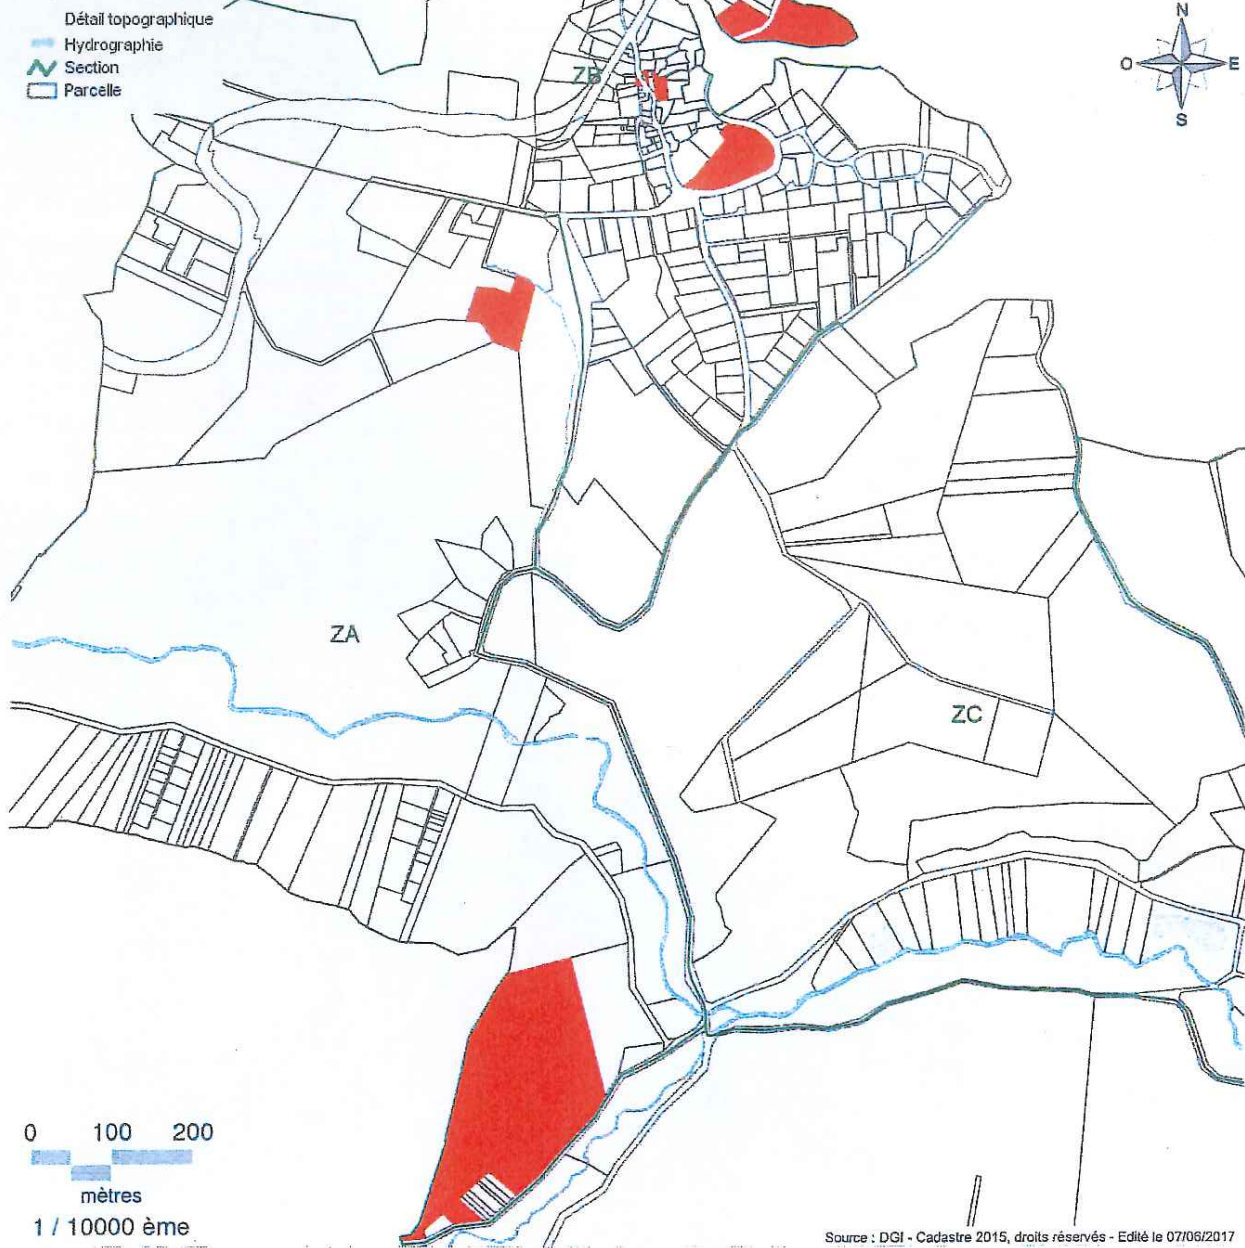 Détail topographique
Hydrographie
Section
Parcelle
N
O E
S
ZB
ZA
ZC
0 100 200
mètres
1 / 10000 ème
Source : DGI - Cadastre 2015, droits réservés - Edité le 07/06/2017